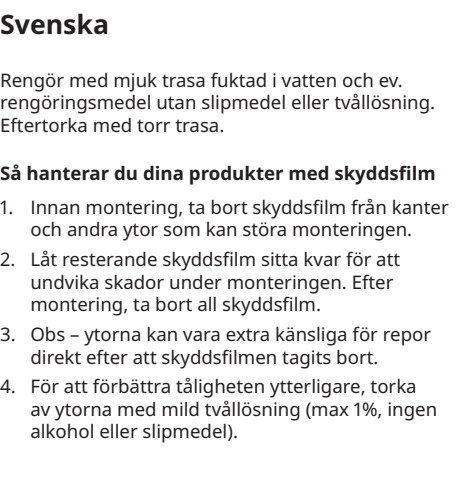 Svenska
Rengör med mjuk trasa fuktad i vatten och ev.
rengöringsmedel utan slipmedel eller tvållösning.
Eftertorka med torr trasa.
Så hanterar du dina produkter med skyddsfilm
1. Innan montering, ta bort skyddsfilm från kanter
och andra ytor som kan störa monteringen.
2. Låt resterande skyddsfilm sitta kvar för att
undvika skador under monteringen. Efter
montering, ta bort all skyddsfilm.
3. Obs – ytorna kan vara extra känsliga för repor
direkt efter att skyddsfilmen tagits bort.
4. För att förbättra tåligheten ytterligare, torka
av ytorna med mild tvållösning (max 1%, ingen
alkohol eller slipmedel).